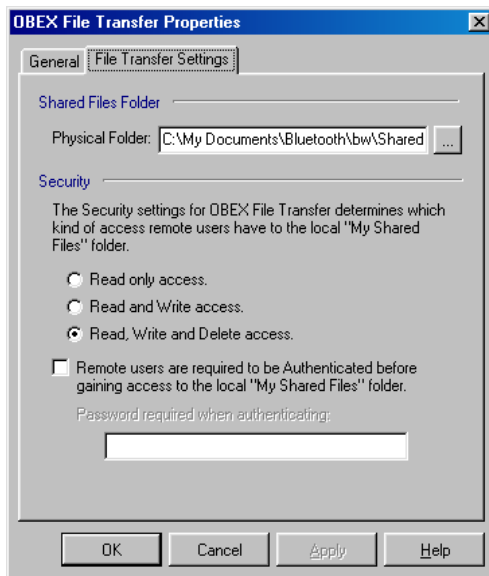 OBEX File Transfer Properties
General
File Transfer Settings
Shared Files Folder
Physical Folder: C:\My Documents\Bluetooth\bw\Shared ...
Security
The Security settings for OBEX File Transfer determines which
kind of access remote users have to the local "My Shared
Files" folder.
Read only access.
Read and Write access.
Read, Write and Delete access.
Remote users are required to be Authenticated before
gaining access to the local "My Shared Files" folder.
Password required when authenticating:
OK Cancel Apply Help